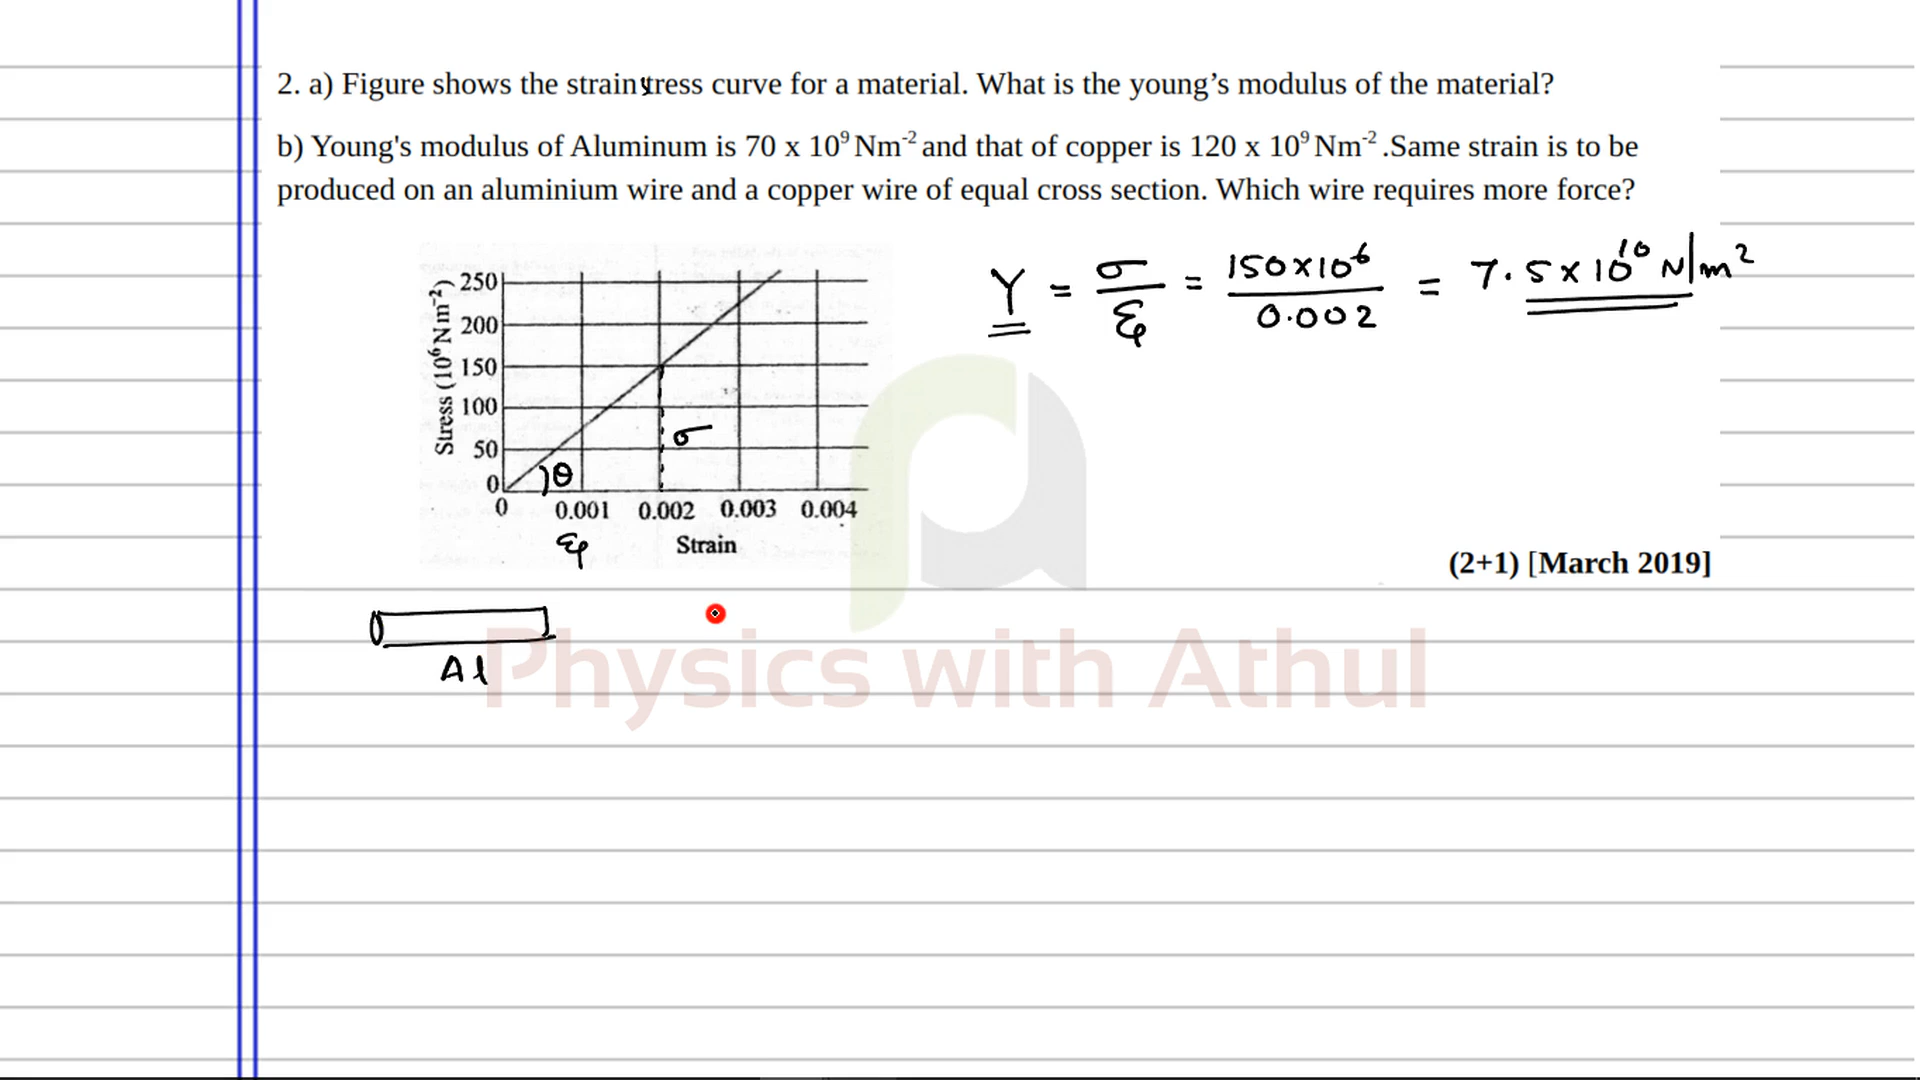 2. a) Figure shows the strain stress curve for a material. What is the young’s modulus of the material?
b) Young's modulus of Aluminum is 70 x 10⁹ Nm⁻² and that of copper is 120 x 10⁹ Nm⁻² .Same strain is to be
produced on an aluminium wire and a copper wire of equal cross section. Which wire requires more force?
Y = σ/ε = 150×10⁶/0.002 = 7.5×10¹⁰ N/m²
Stress (10⁶ N m⁻²)
250
200
150
100
50
0
σ
θ
0 0.001 0.002 0.003 0.004
ε
Strain
(2+1) [March 2019]
Al
Physics with Athul